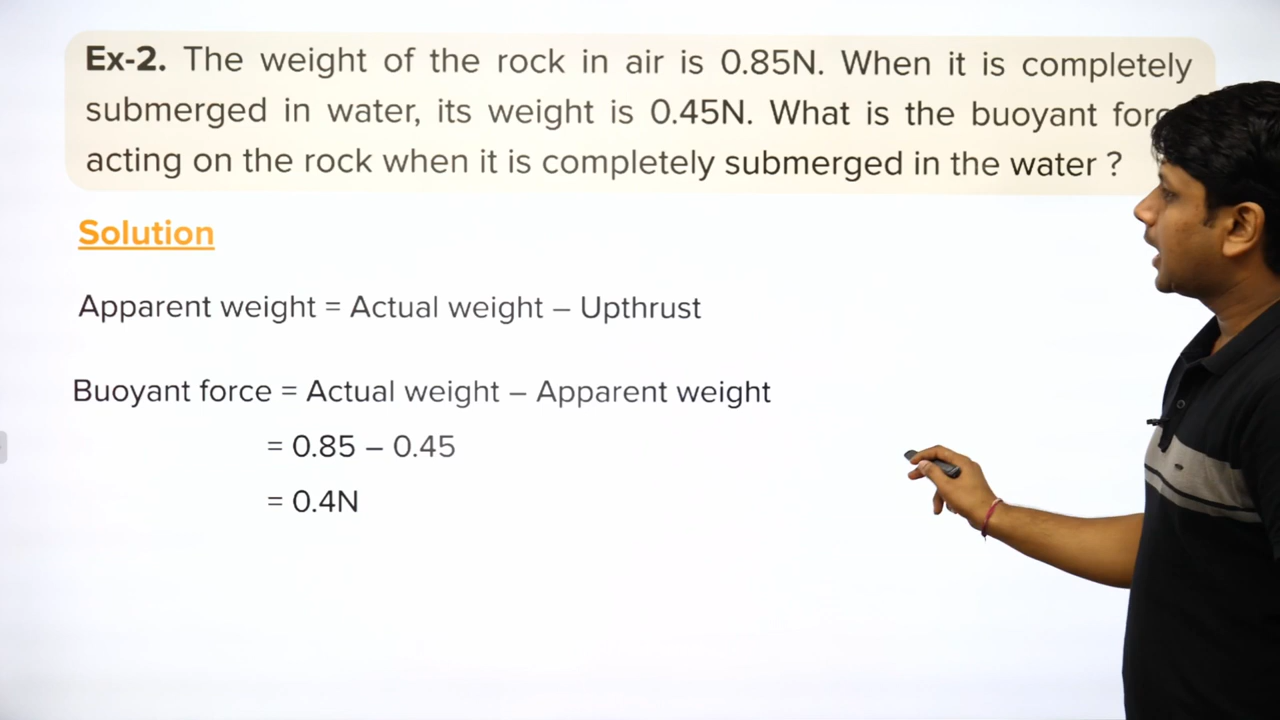 Ex-2. The weight of the rock in air is 0.85N. When it is completely
submerged in water, its weight is 0.45N. What is the buoyant
acting on the rock when it is completely submerged in the water ?
Solution
Apparent weight = Actual weight – Upthrust
Buoyant force = Actual weight – Apparent weight
= 0.85 – 0.45
= 0.4N